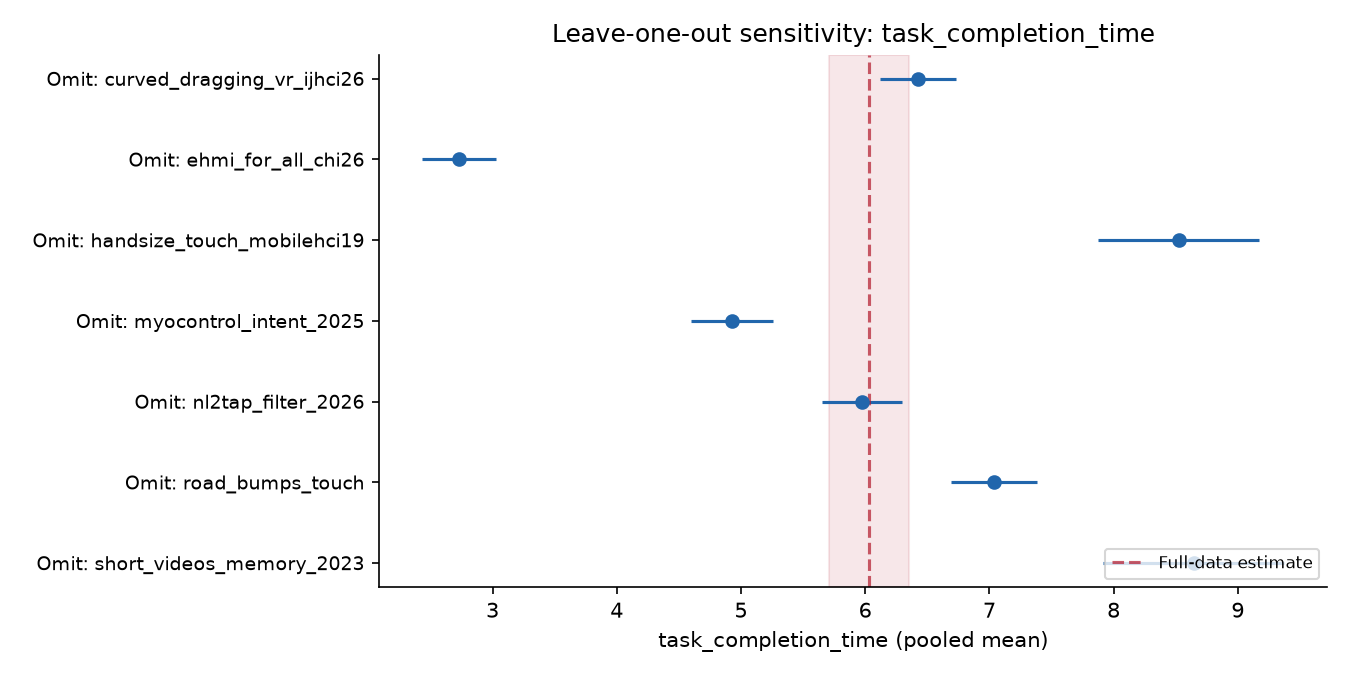 Leave-one-out sensitivity: task_completion_time
Omit: curved_dragging_vr_ijhci26
Omit: ehmi_for_all_chi26
Omit: handsize_touch_mobilehci19
Omit: myocontrol_intent_2025
Omit: nl2tap_filter_2026
Omit: road_bumps_touch
Omit: short_videos_memory_2023
Full-data estimate
3 4 5 6 7 8 9
task_completion_time (pooled mean)